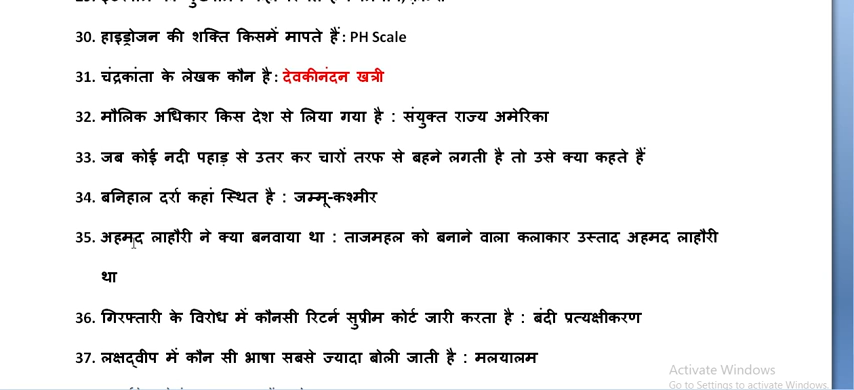 30. हाइड्रोजन की शक्ति किसमें मापते हैं: PH Scale
31. चंद्रकांता के लेखक कौन है: देवकीनंदन खत्री
32. मौलिक अधिकार किस देश से लिया गया है : संयुक्त राज्य अमेरिका
33. जब कोई नदी पहाड़ से उतर कर चारों तरफ से बहने लगती है तो उसे क्या कहते हैं
34. बनिहाल दर्रा कहां स्थित है : जम्मू-कश्मीर
35. अहमद लाहौरी ने क्या बनवाया था : ताजमहल को बनाने वाला कलाकार उस्ताद अहमद लाहौरी
था
36. गिरफ्तारी के विरोध में कौनसी रिटर्न सुप्रीम कोर्ट जारी करता है : बंदी प्रत्यक्षीकरण
37. लक्षद्वीप में कौन सी भाषा सबसे ज्यादा बोली जाती है : मलयालम
Activate Windows
Go to Settings to activate Windows.